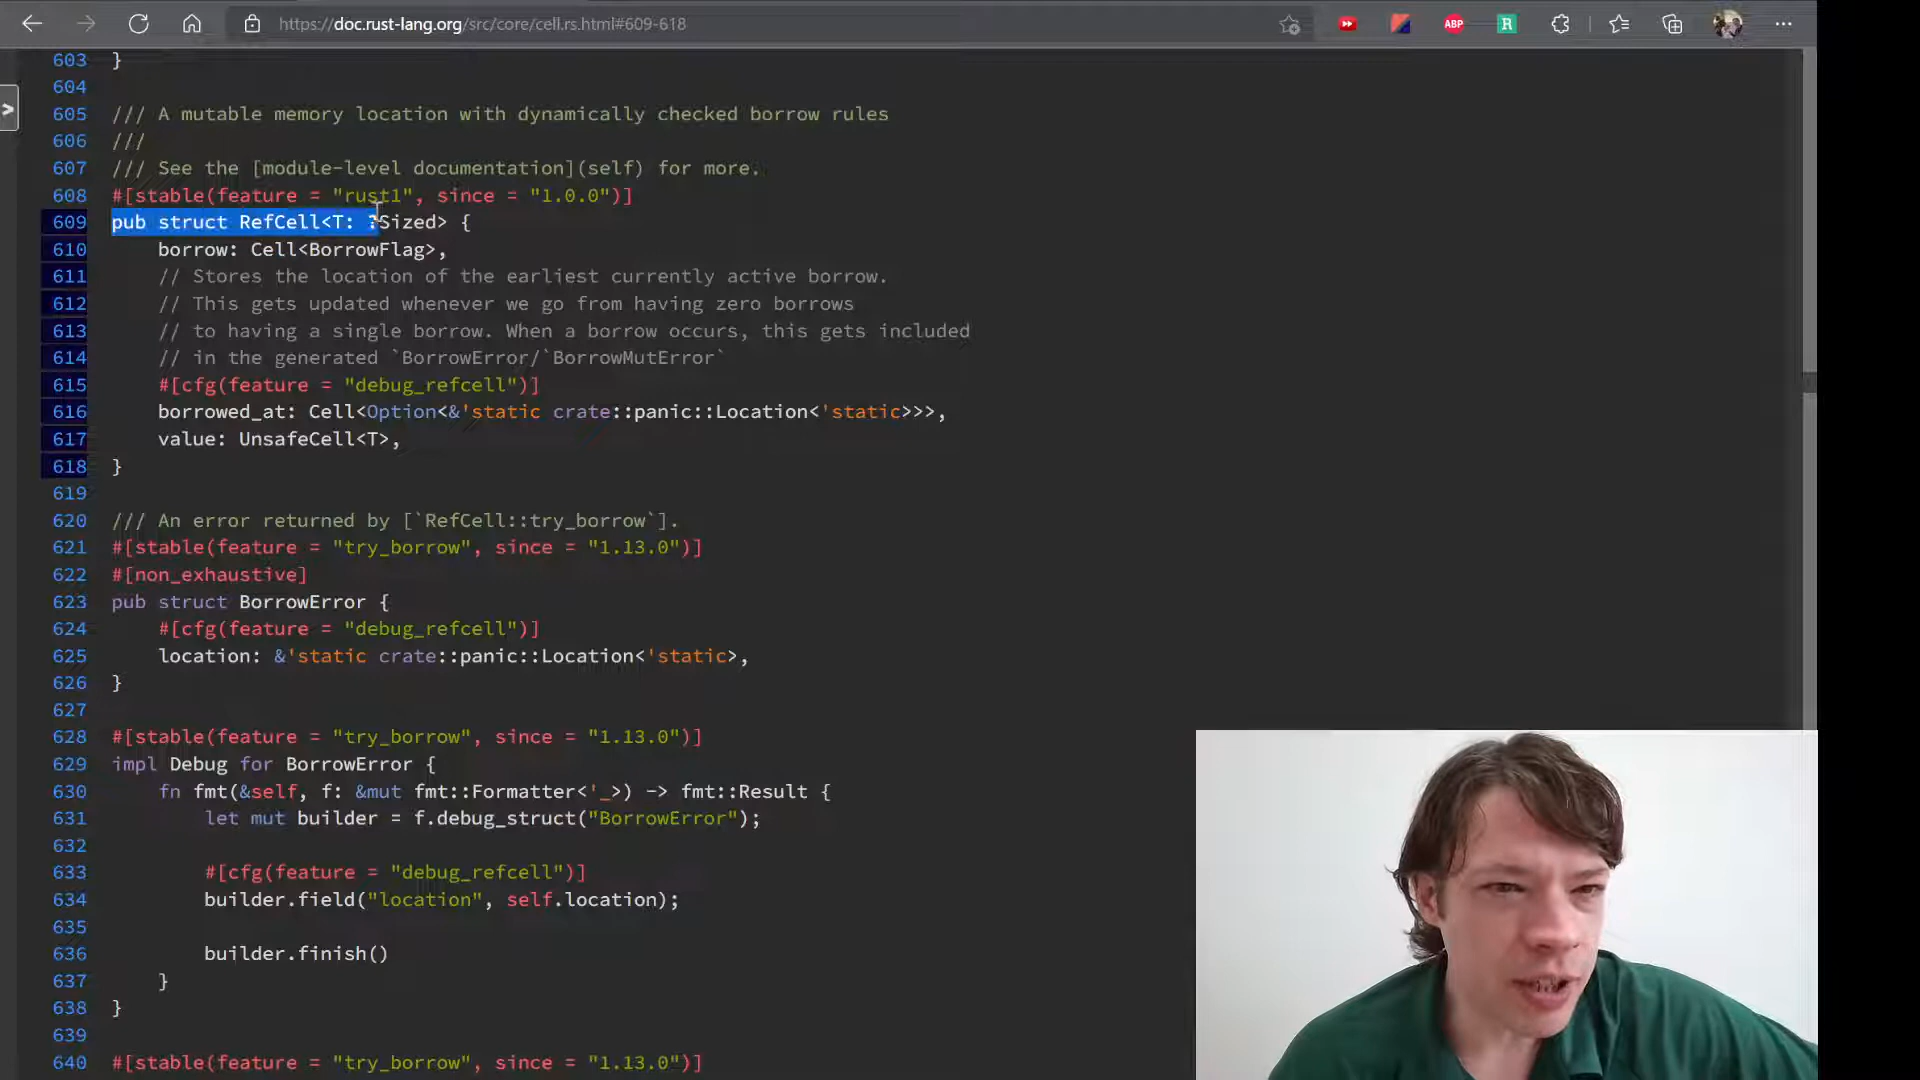 https://doc.rust-lang.org/src/core/cell.rs.html#609-618
ABP
R
>
603 }
604
605 /// A mutable memory location with dynamically checked borrow rules
606 ///
607 /// See the [module-level documentation](self) for more.
608 #[stable(feature = "rust1", since = "1.0.0")]
609 pub struct RefCell<T: ?Sized> {
610     borrow: Cell<BorrowFlag>,
611     // Stores the location of the earliest currently active borrow.
612     // This gets updated whenever we go from having zero borrows
613     // to having a single borrow. When a borrow occurs, this gets included
614     // in the generated `BorrowError/`BorrowMutError`
615     #[cfg(feature = "debug_refcell")]
616     borrowed_at: Cell<Option<&'static crate::panic::Location<'static>>>,
617     value: UnsafeCell<T>,
618 }
619
620 /// An error returned by [`RefCell::try_borrow`].
621 #[stable(feature = "try_borrow", since = "1.13.0")]
622 #[non_exhaustive]
623 pub struct BorrowError {
624     #[cfg(feature = "debug_refcell")]
625     location: &'static crate::panic::Location<'static>,
626 }
627
628 #[stable(feature = "try_borrow", since = "1.13.0")]
629 impl Debug for BorrowError {
630     fn fmt(&self, f: &mut fmt::Formatter<'_>) -> fmt::Result {
631         let mut builder = f.debug_struct("BorrowError");
632
633         #[cfg(feature = "debug_refcell")]
634         builder.field("location", self.location);
635
636         builder.finish()
637     }
638 }
639
640 #[stable(feature = "try_borrow", since = "1.13.0")]